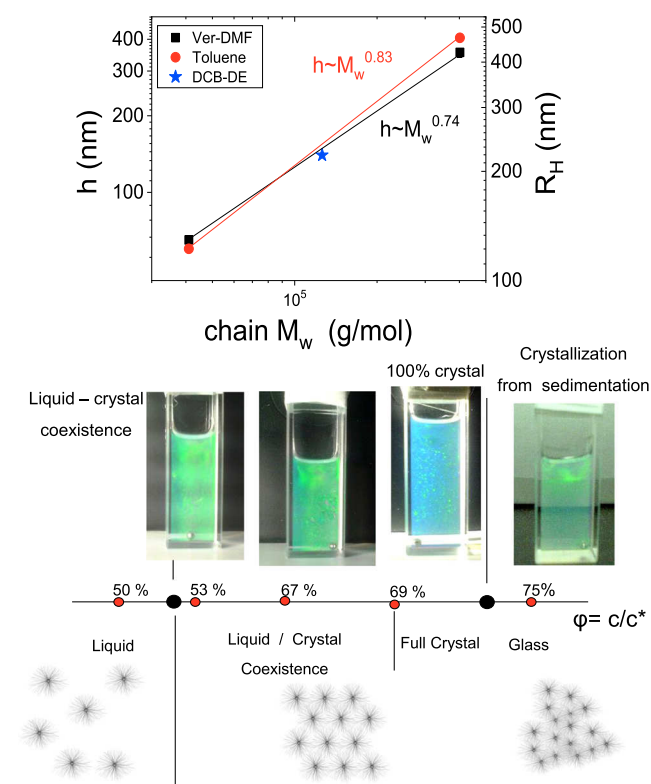 400
300
200
100
h (nm)
Ver-DMF
Toluene
DCB-DE
h~M_w^0.83
h~M_w^0.74
500
400
300
200
100
R_H (nm)
10^5
chain M_w (g/mol)
Liquid – crystal
coexistence
100% crystal
Crystallization
from sedimentation
50 %
53 %
67 %
69 %
75%
φ= c/c*
Liquid
Liquid / Crystal
Coexistence
Full Crystal
Glass